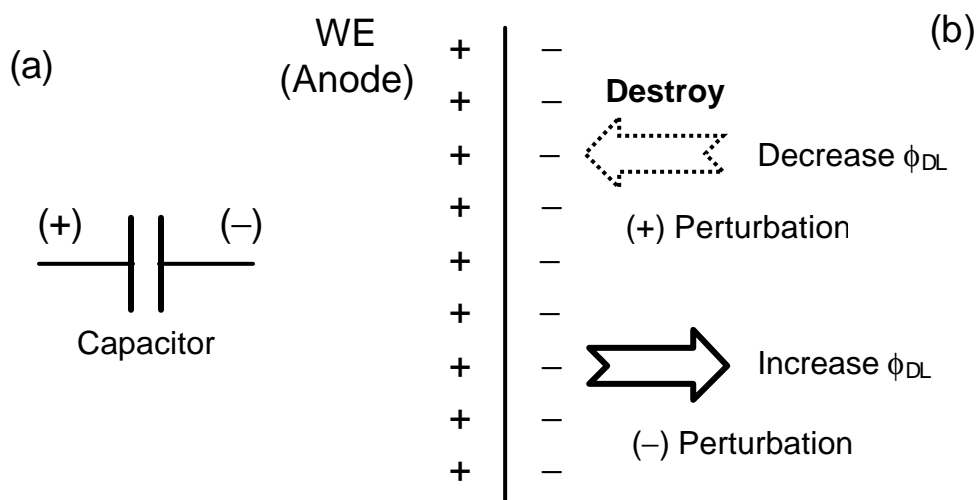 (a)
(+) (–)
Capacitor
WE
(Anode)
+ –
+ –
+ –
+ –
+ –
+ –
+ –
+ –
+ –
(b)
Destroy
Decrease ϕDL
(+) Perturbation
Increase ϕDL
(–) Perturbation